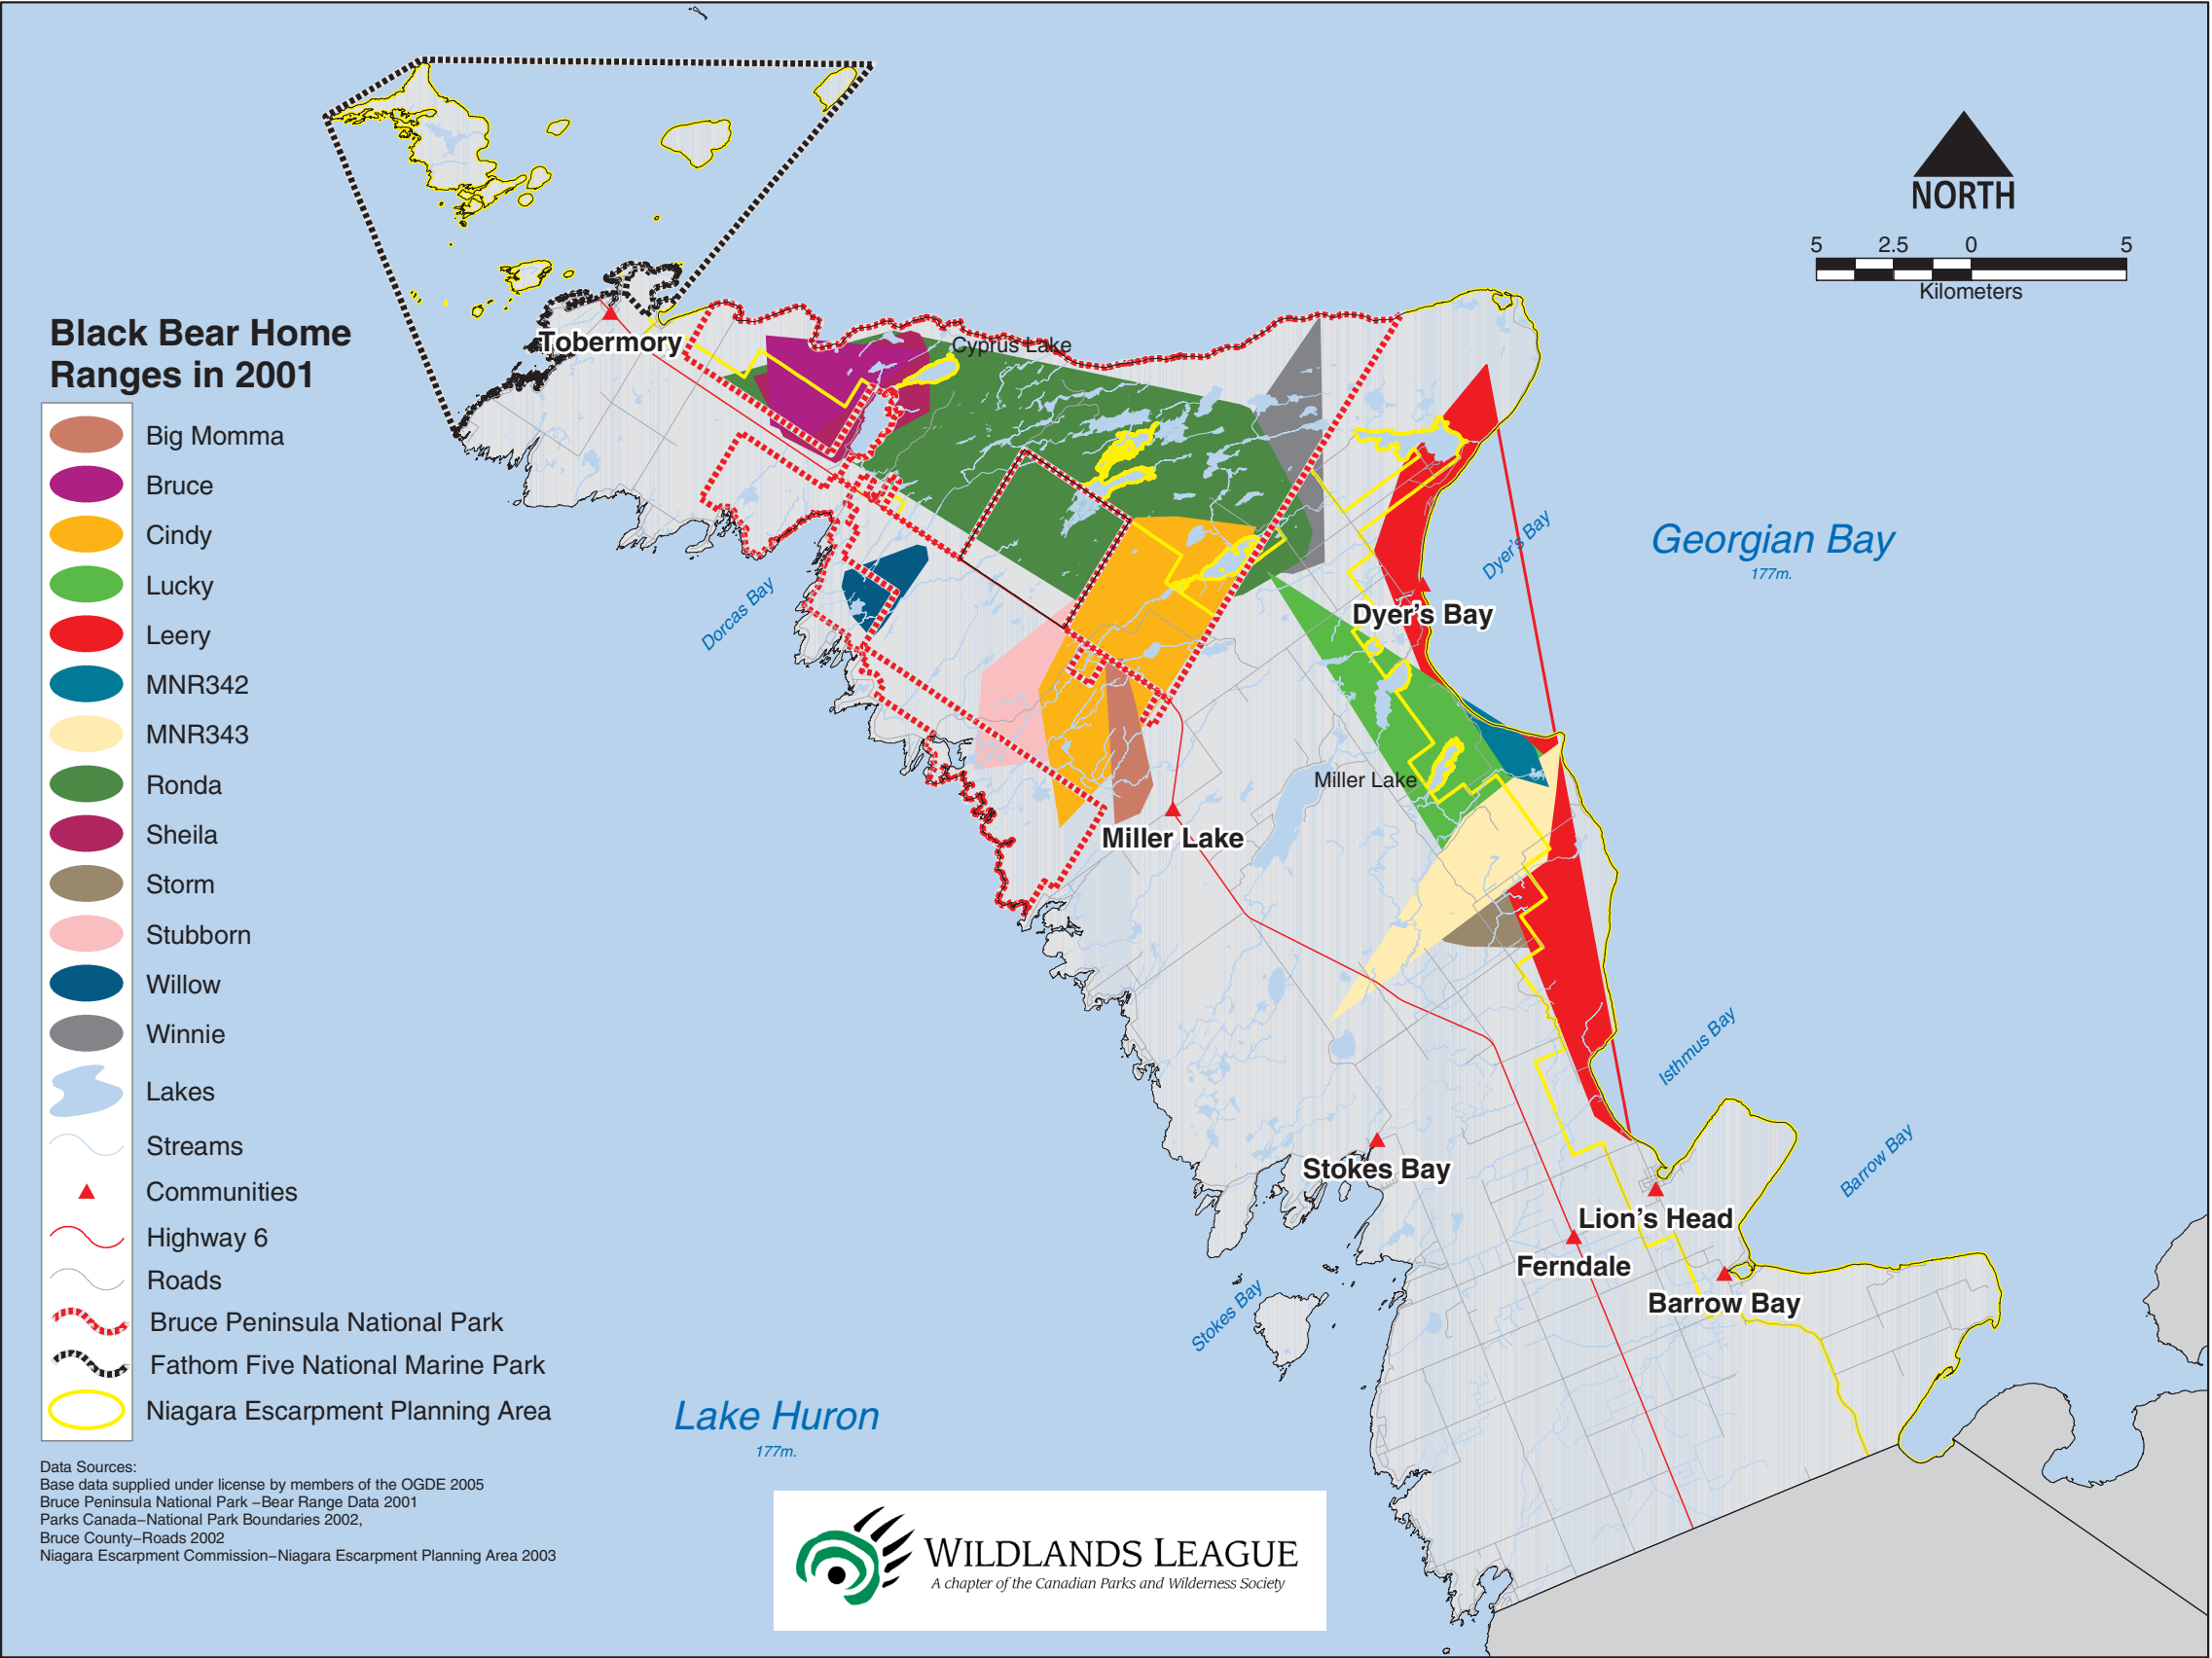 NORTH
5 2.5 0 5
Kilometers
Black Bear Home
Ranges in 2001
Big Momma
Bruce
Cindy
Lucky
Leery
MNR342
MNR343
Ronda
Sheila
Storm
Stubborn
Willow
Winnie
Lakes
Streams
Communities
Highway 6
Roads
Bruce Peninsula National Park
Fathom Five National Marine Park
Niagara Escarpment Planning Area
Data Sources:
Base data supplied under license by members of the OGDE 2005
Bruce Peninsula National Park –Bear Range Data 2001
Parks Canada–National Park Boundaries 2002,
Bruce County–Roads 2002
Niagara Escarpment Commission–Niagara Escarpment Planning Area 2003
Tobermory
Cyprus Lake
Dorcas Bay
Dyer's Bay
Georgian Bay
177m.
Dyer's Bay
Miller Lake
Miller Lake
Isthmus Bay
Barrow Bay
Stokes Bay
Lion's Head
Ferndale
Barrow Bay
Stokes Bay
Lake Huron
177m.
WILDLANDS LEAGUE
A chapter of the Canadian Parks and Wilderness Society